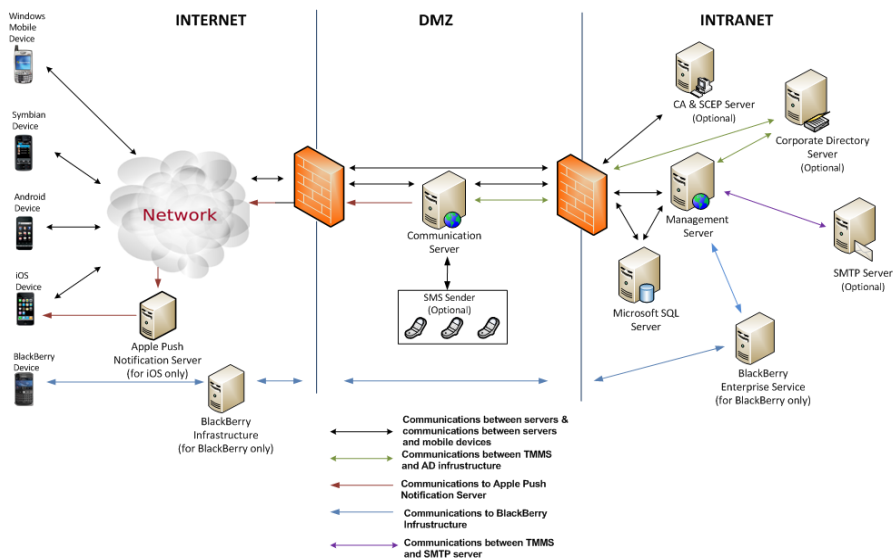 INTERNET
DMZ
INTRANET
Windows
Mobile
Device
Symbian
Device
Android
Device
iOS
Device
BlackBerry
Device
Network
Apple Push
Notification Server
(for iOS only)
BlackBerry
Infrastructure
(for BlackBerry only)
Communication
Server
SMS Sender
(Optional)
CA & SCEP Server
(Optional)
Corporate Directory
Server
(Optional)
Management
Server
SMTP Server
(Optional)
Microsoft SQL
Server
BlackBerry
Enterprise Service
(for BlackBerry only)
Communications between servers &
communications between servers
and mobile devices
Communications between TMMS
and AD infrastructure
Communications to Apple Push
Notification Server
Communications to BlackBerry
Infrustructure
Communications between TMMS
and SMTP server